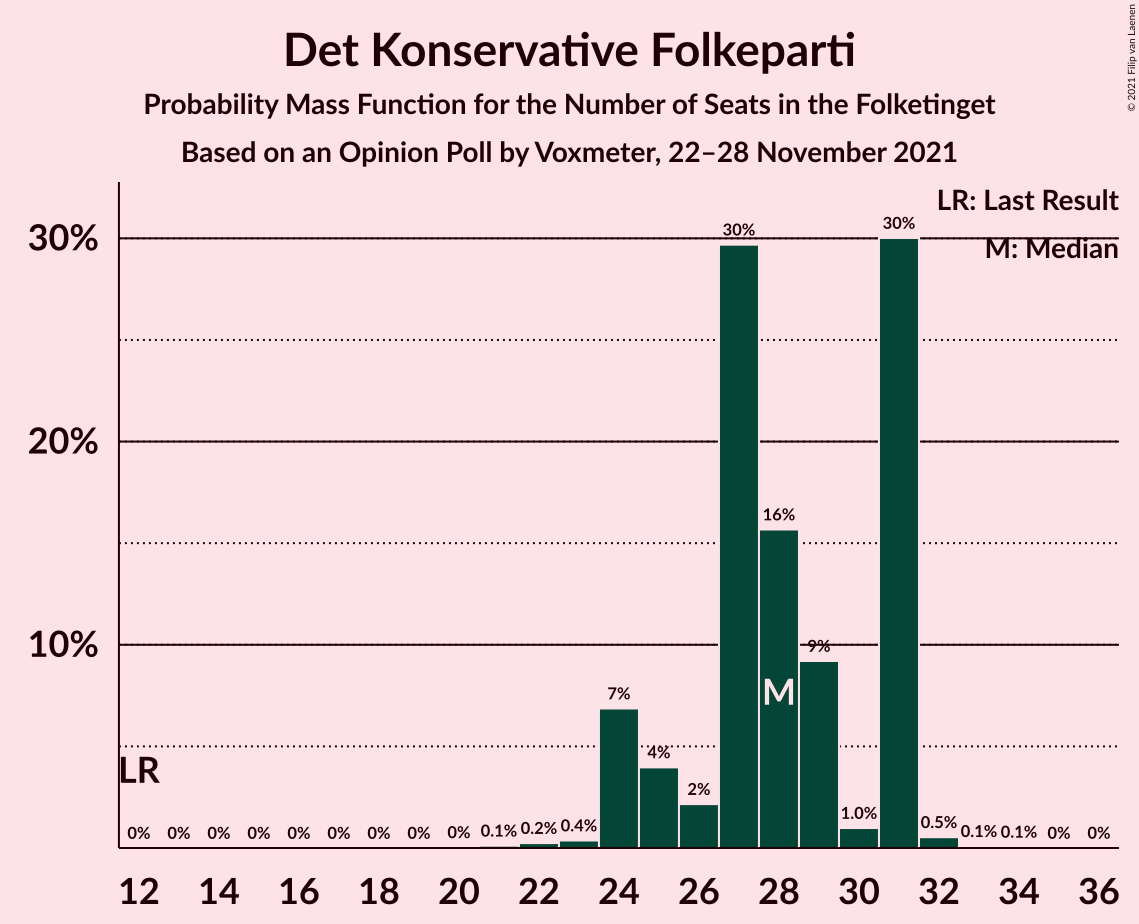 Det Konservative Folkeparti
Probability Mass Function for the Number of Seats in the Folketinget
Based on an Opinion Poll by Voxmeter, 22–28 November 2021
© 2021 Filip van Laenen
LR: Last Result
M: Median
30%
20%
10%
30%
30%
16%
9%
7%
4%
2%
M
LR
0% 0% 0% 0% 0% 0% 0% 0% 0% 0.1% 0.2% 0.4% 1.0% 0.5% 0.1% 0.1% 0% 0%
12 14 16 18 20 22 24 26 28 30 32 34 36